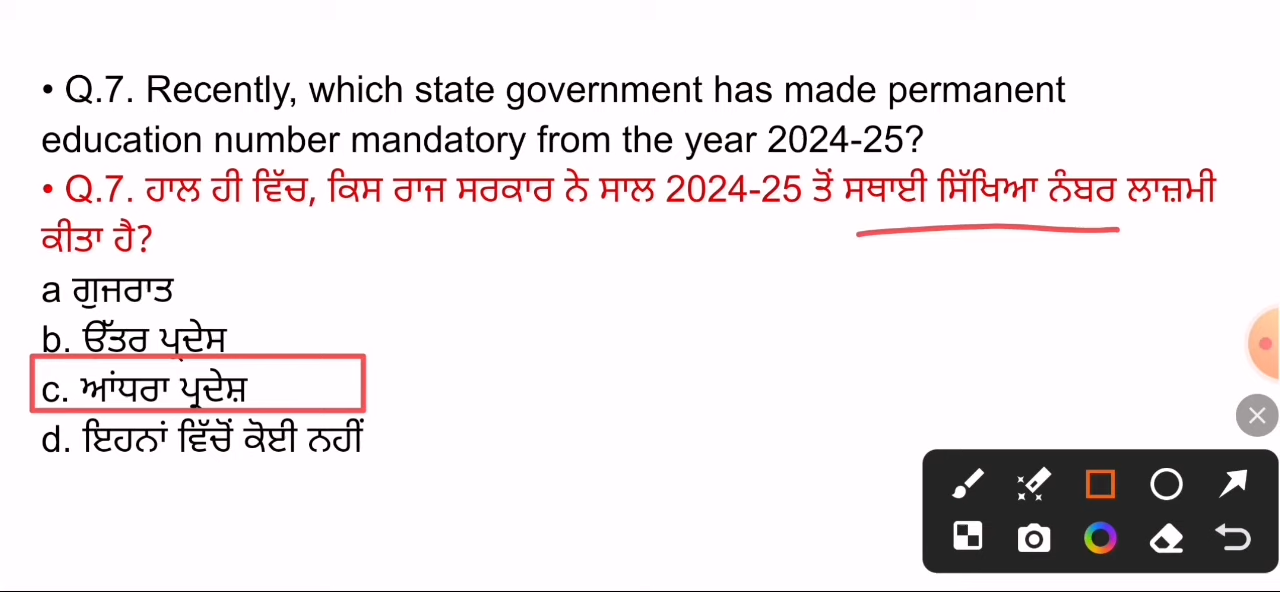 • Q.7. Recently, which state government has made permanent
education number mandatory from the year 2024-25?
• Q.7. ਹਾਲ ਹੀ ਵਿੱਚ, ਕਿਸ ਰਾਜ ਸਰਕਾਰ ਨੇ ਸਾਲ 2024-25 ਤੋਂ ਸਥਾਈ ਸਿੱਖਿਆ ਨੰਬਰ ਲਾਜ਼ਮੀ
ਕੀਤਾ ਹੈ?
a ਗੁਜਰਾਤ
b. ਉੱਤਰ ਪ੍ਰਦੇਸ
c. ਆਂਧਰਾ ਪ੍ਰਦੇਸ਼
d. ਇਹਨਾਂ ਵਿੱਚੋਂ ਕੋਈ ਨਹੀਂ